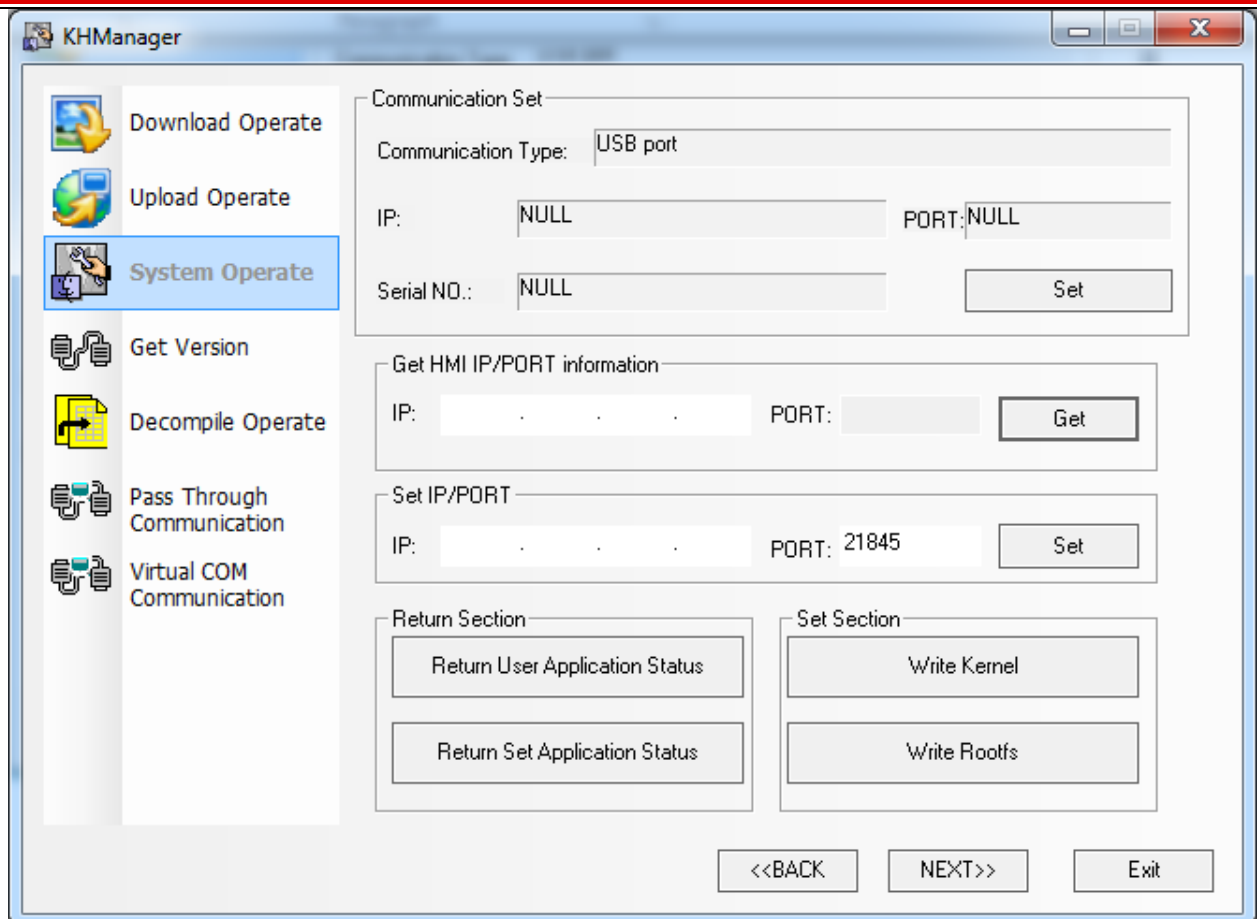 KHManager
Download Operate
Upload Operate
System Operate
Get Version
Decompile Operate
Pass Through
Communication
Virtual COM
Communication
Communication Set
Communication Type: USB port
IP: NULL PORT: NULL
Serial NO.: NULL Set
Get HMI IP/PORT information
IP: . . . PORT: Get
Set IP/PORT
IP: . . . PORT: 21845 Set
Return Section
Return User Application Status
Return Set Application Status
Set Section
Write Kernel
Write Rootfs
<<BACK NEXT>> Exit